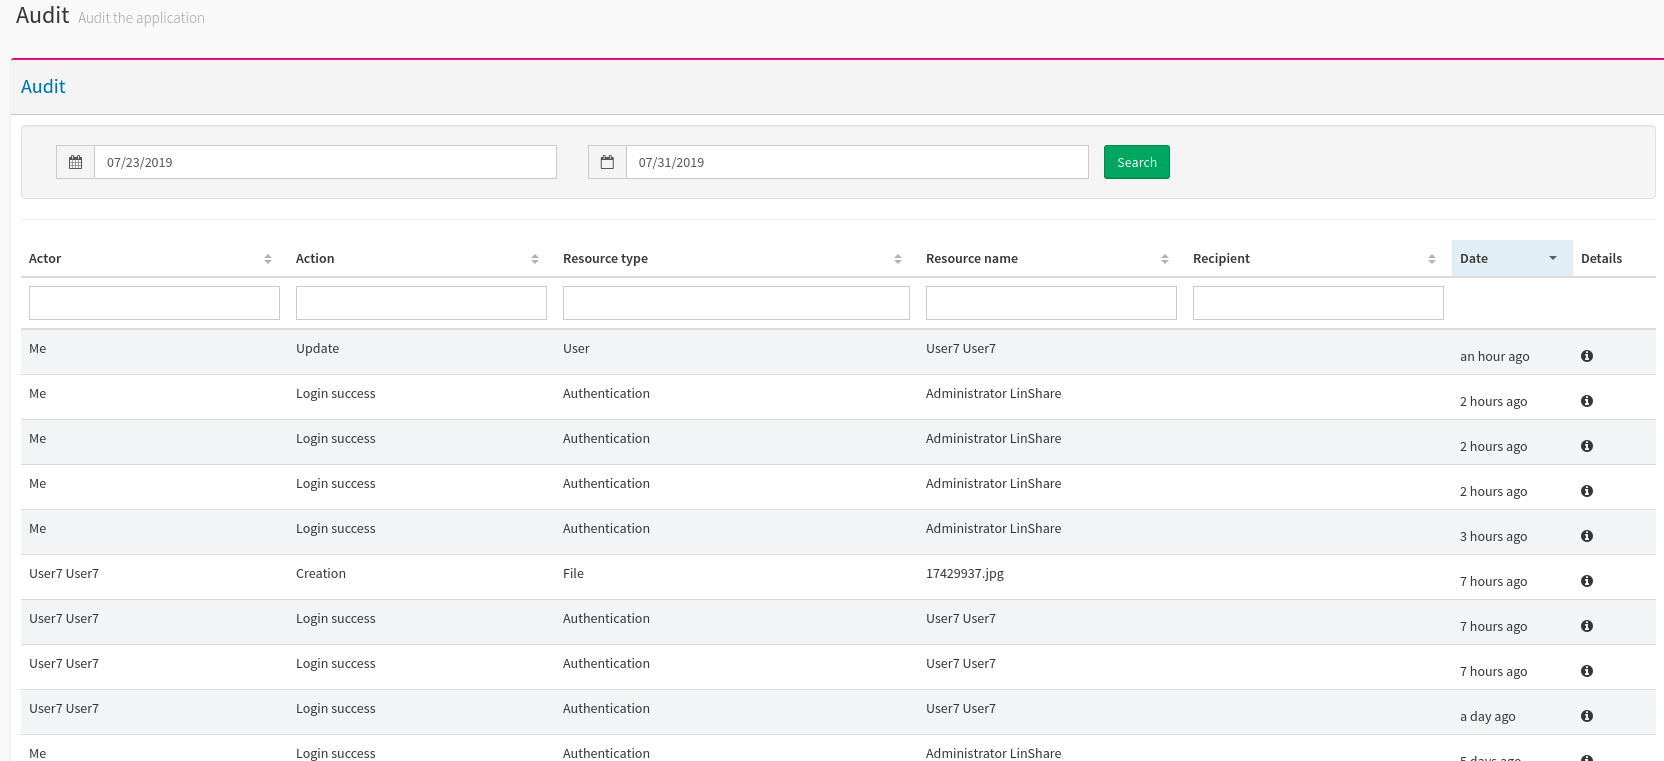 Audit Audit the application
Audit
07/23/2019 07/31/2019 Search
Actor Action Resource type Resource name Recipient Date Details
Me Update User User7 User7 an hour ago
Me Login success Authentication Administrator LinShare 2 hours ago
Me Login success Authentication Administrator LinShare 2 hours ago
Me Login success Authentication Administrator LinShare 2 hours ago
Me Login success Authentication Administrator LinShare 3 hours ago
User7 User7 Creation File 17429937.jpg 7 hours ago
User7 User7 Login success Authentication User7 User7 7 hours ago
User7 User7 Login success Authentication User7 User7 7 hours ago
User7 User7 Login success Authentication User7 User7 a day ago
Me Login success Authentication Administrator LinShare 5 days ago